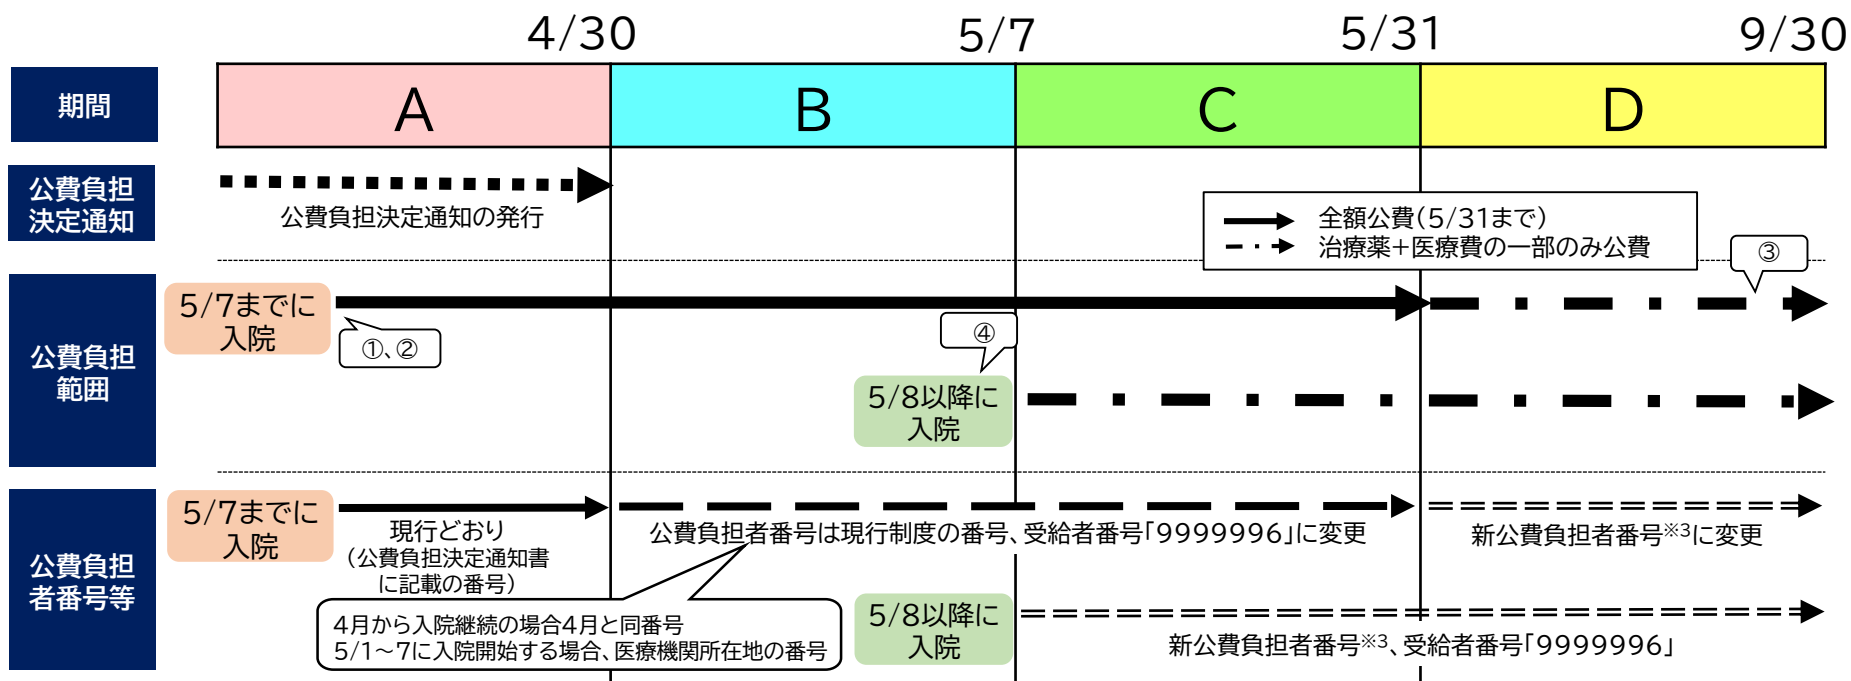 4/30
5/7
5/31
9/30
期間
A
B
C
D
公費負担
決定通知
公費負担決定通知の発行
全額公費（5/31まで）
治療薬＋医療費の一部のみ公費
③
公費負担
範囲
5/7までに
入院
①、②
④
5/8以降に
入院
公費負担
者番号等
5/7までに
入院
現行どおり
（公費負担決定通知書
に記載の番号）
公費負担者番号は現行制度の番号、受給者番号「9999996」に変更
新公費負担者番号※3に変更
4月から入院継続の場合4月と同番号
5/1～7に入院開始する場合、医療機関所在地の番号
5/8以降に
入院
新公費負担者番号※3、受給者番号「9999996」